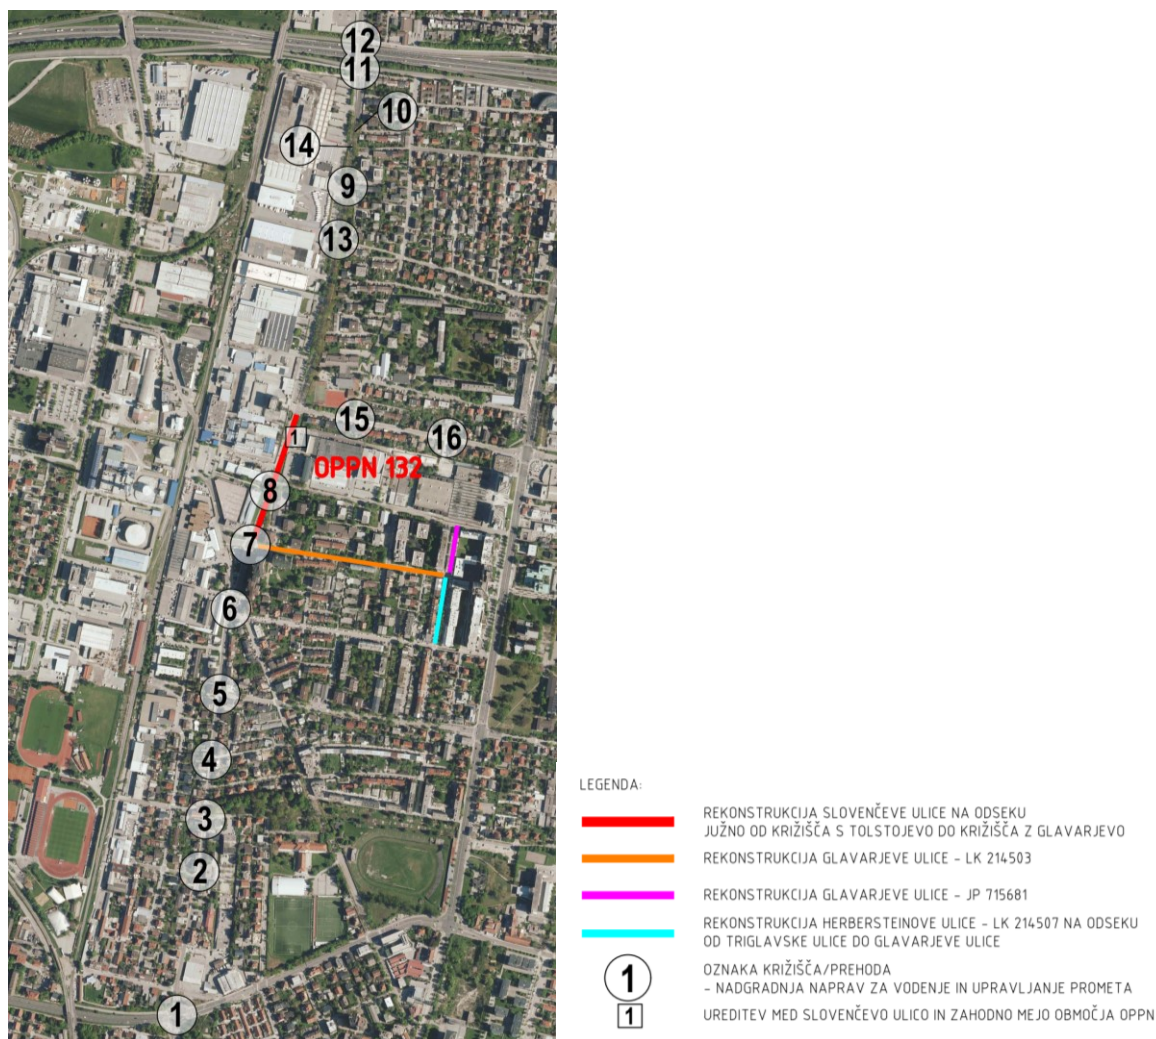 12
11
10
14
9
13
15
16
1
OPPN 132
8
7
6
5
4
3
2
1
LEGENDA:
REKONSTRUKCIJA SLOVENČEVE ULICE NA ODSEKU
JUŽNO OD KRIŽIŠČA S TOLSTOJEVO DO KRIŽIŠČA Z GLAVARJEVO
REKONSTRUKCIJA GLAVARJEVE ULICE - LK 214503
REKONSTRUKCIJA GLAVARJEVE ULICE - JP 715681
REKONSTRUKCIJA HERBERSTEINOVE ULICE - LK 214507 NA ODSEKU
OD TRIGLAVSKE ULICE DO GLAVARJEVE ULICE
1
OZNAKA KRIŽIŠČA/PREHODA
- NADGRADNJA NAPRAV ZA VODENJE IN UPRAVLJANJE PROMETA
1
UREDITEV MED SLOVENČEVO ULICO IN ZAHODNO MEJO OBMOČJA OPPN